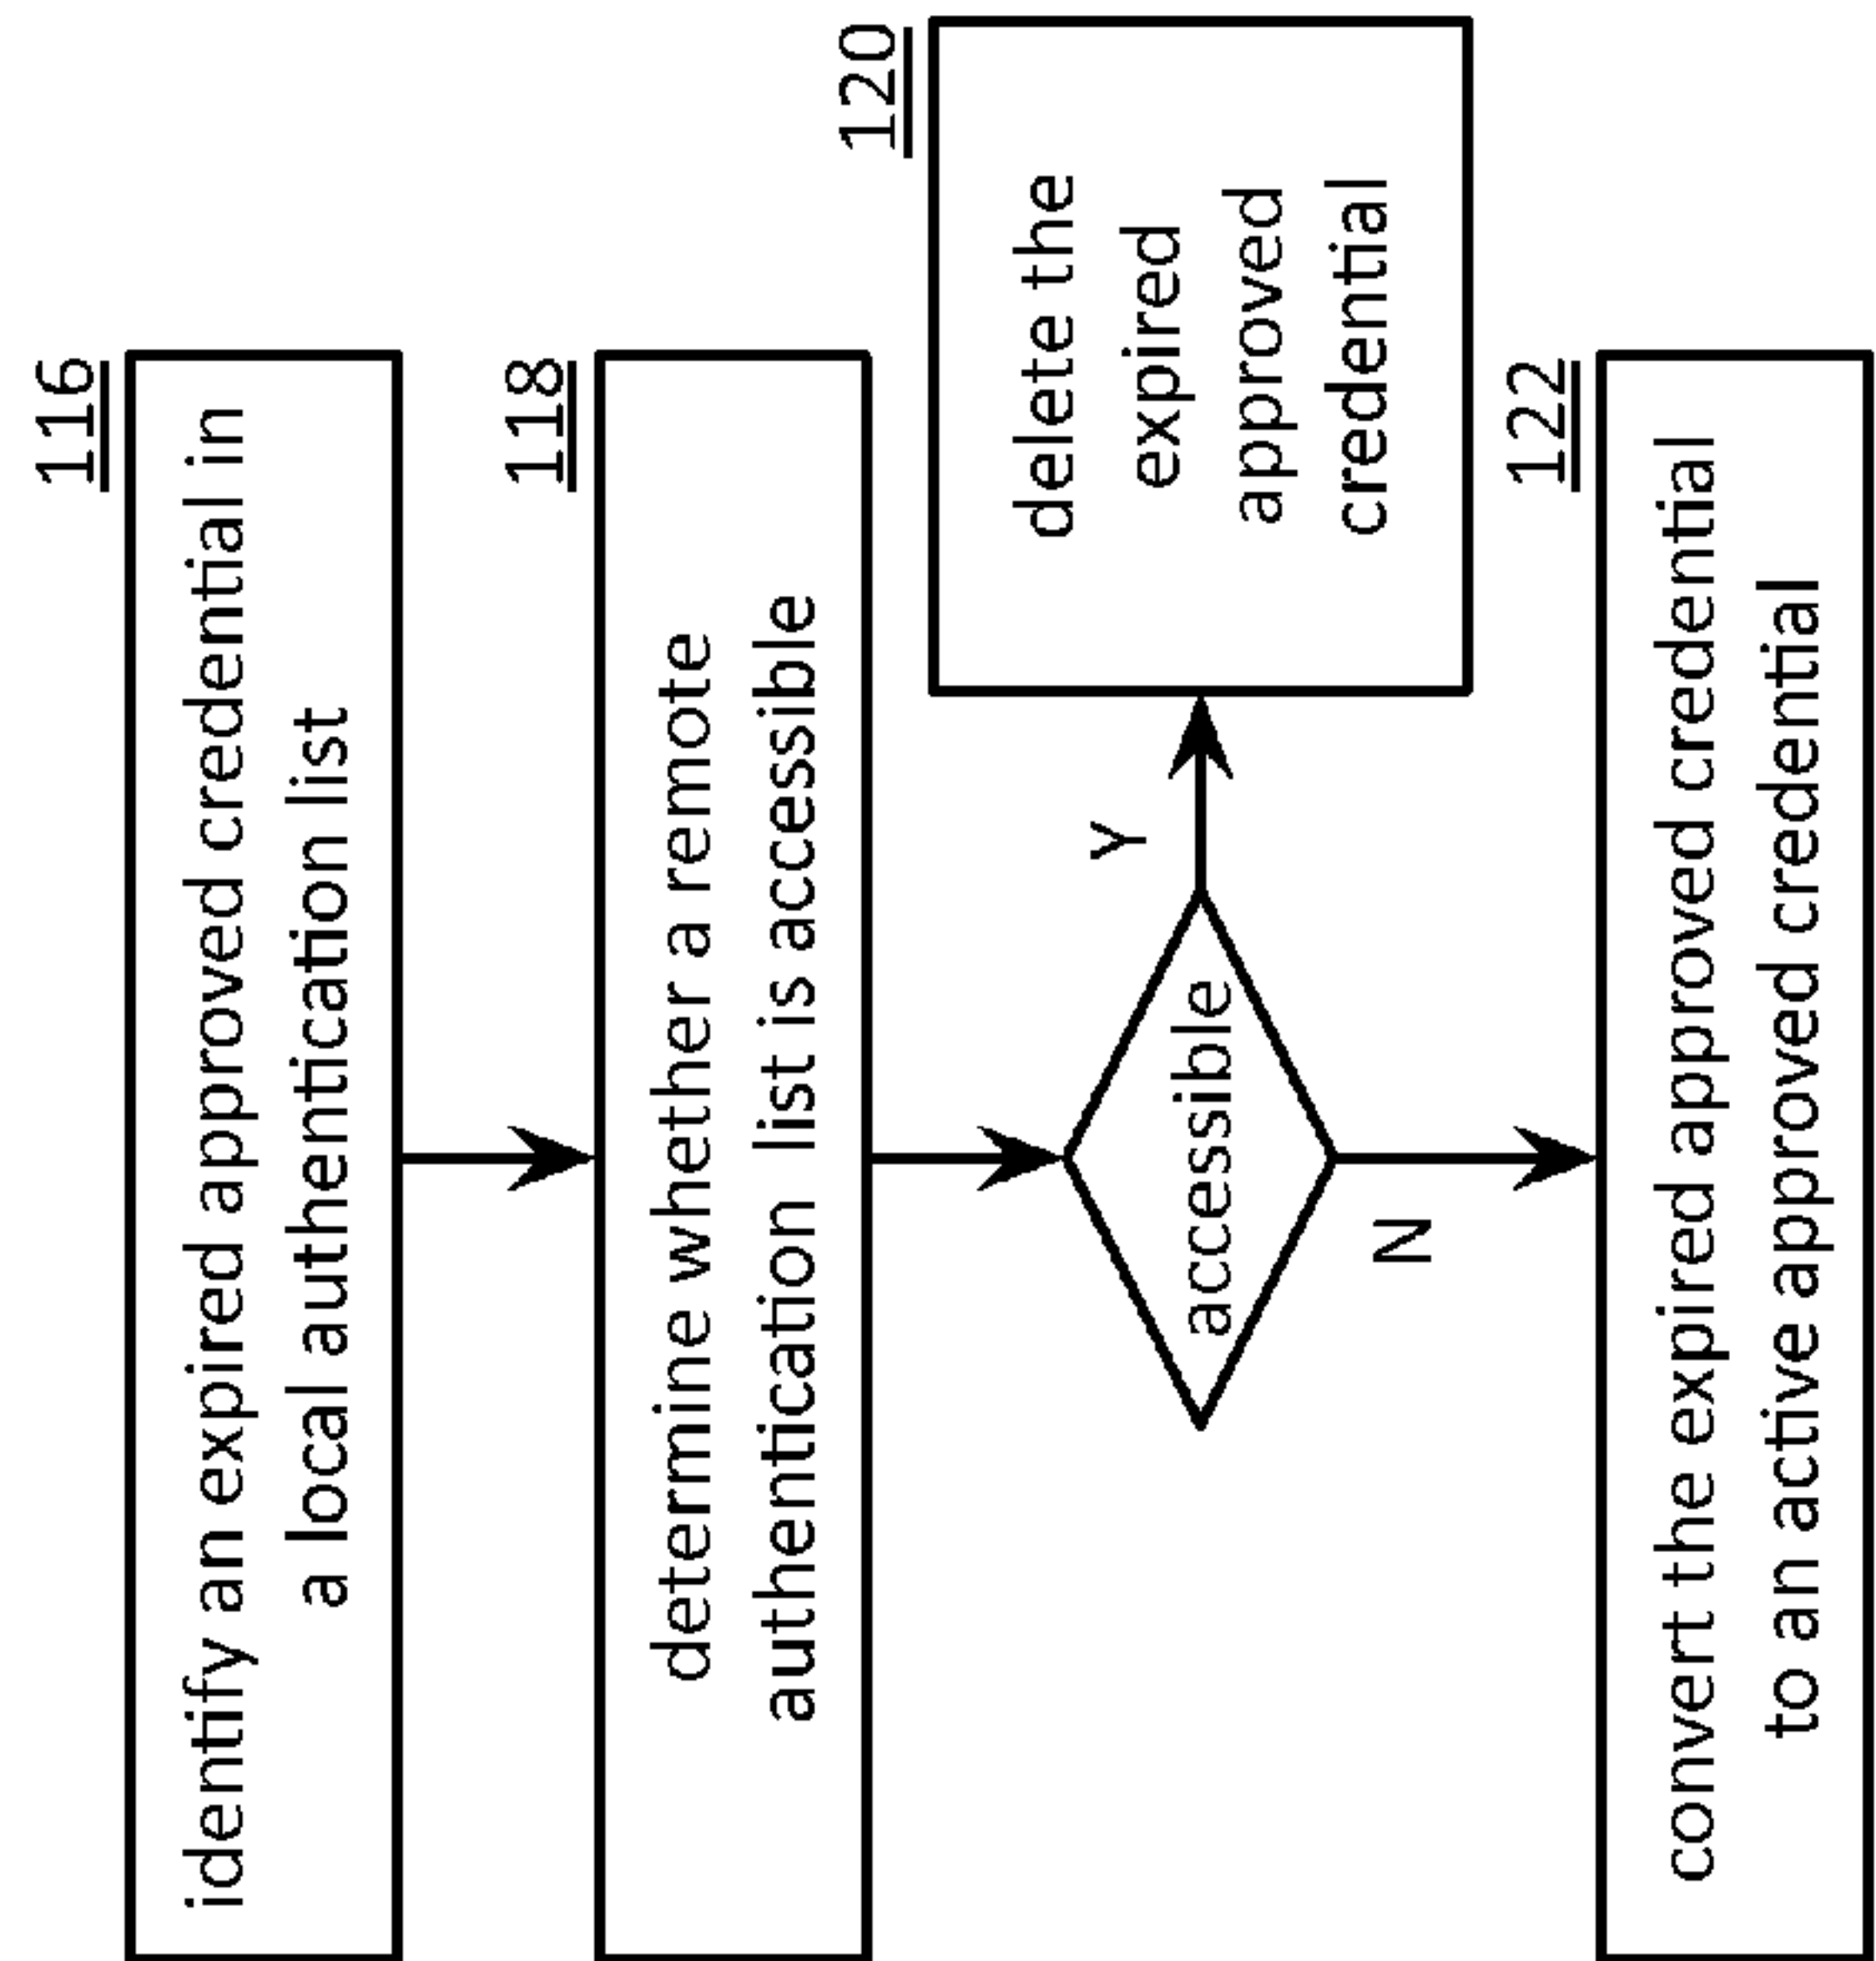 116
identify an expired approved credential in
a local authentication list
118
determine whether a remote
authentication list is accessible
accessible
Y
120
delete the
expired
approved
credential
N
122
convert the expired approved credential
to an active approved credential